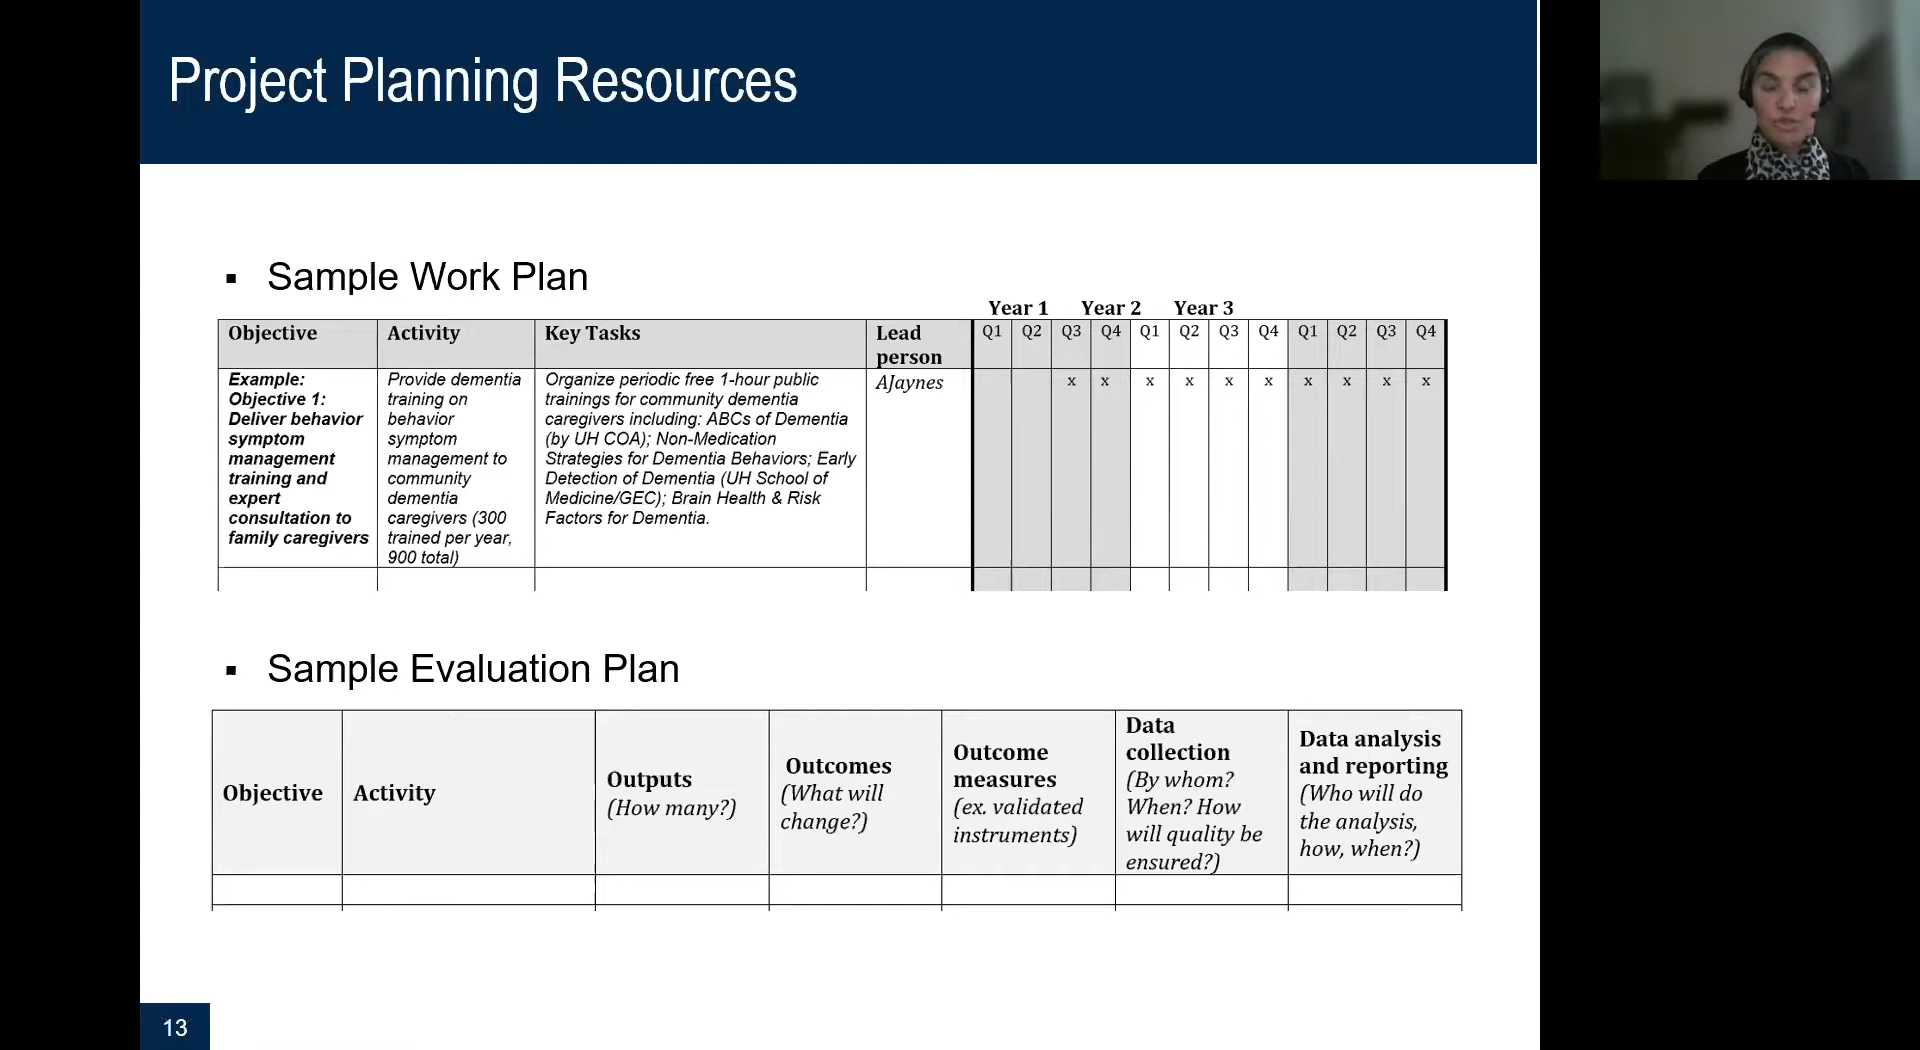 Project Planning Resources
▪ Sample Work Plan
Year 1 Year 2 Year 3
Objective Activity Key Tasks Lead person Q1 Q2 Q3 Q4 Q1 Q2 Q3 Q4 Q1 Q2 Q3 Q4
Example:
Objective 1:
Deliver behavior
symptom
management
training and
expert
consultation to
family caregivers
Provide dementia
training on
behavior
symptom
management to
community
dementia
caregivers (300
trained per year,
900 total)
Organize periodic free 1-hour public
trainings for community dementia
caregivers including: ABCs of Dementia
(by UH COA); Non-Medication
Strategies for Dementia Behaviors; Early
Detection of Dementia (UH School of
Medicine/GEC); Brain Health & Risk
Factors for Dementia.
AJaynes
x x x x x x x x x x
▪ Sample Evaluation Plan
Objective
Activity
Outputs
(How many?)
Outcomes
(What will
change?)
Outcome
measures
(ex. validated
instruments)
Data
collection
(By whom?
When? How
will quality be
ensured?)
Data analysis
and reporting
(Who will do
the analysis,
how, when?)
13